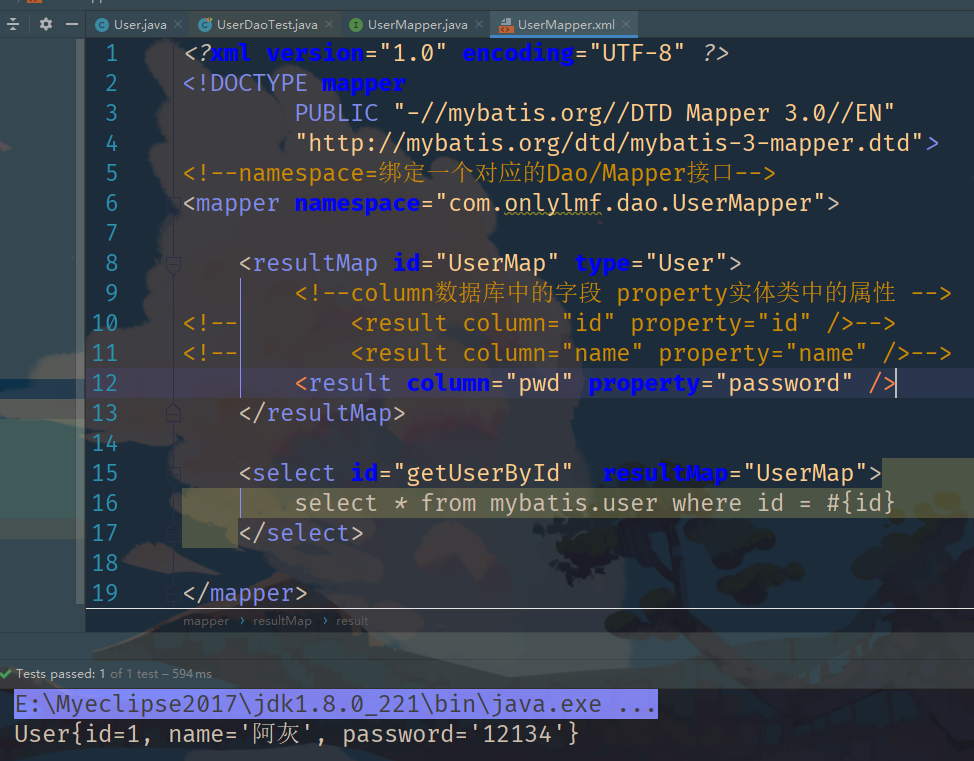 User.java
UserDaoTest.java
UserMapper.java
UserMapper.xml
1 <?xml version="1.0" encoding="UTF-8" ?>
2 <!DOCTYPE mapper
3 PUBLIC "-//mybatis.org//DTD Mapper 3.0//EN"
4 "http://mybatis.org/dtd/mybatis-3-mapper.dtd">
5 <!--namespace=绑定一个对应的Dao/Mapper接口-->
6 <mapper namespace="com.onlylmf.dao.UserMapper">
7
8 <resultMap id="UserMap" type="User">
9 <!--column数据库中的字段 property实体类中的属性 -->
10 <!-- <result column="id" property="id" />-->
11 <!-- <result column="name" property="name" />-->
12 <result column="pwd" property="password" />
13 </resultMap>
14
15 <select id="getUserById" resultMap="UserMap">
16 select * from mybatis.user where id = #{id}
17 </select>
18
19 </mapper>
mapper › resultMap › result
Tests passed: 1 of 1 test – 594 ms
E:\Myeclipse2017\jdk1.8.0_221\bin\java.exe ...
User{id=1, name='阿灰', password='12134'}